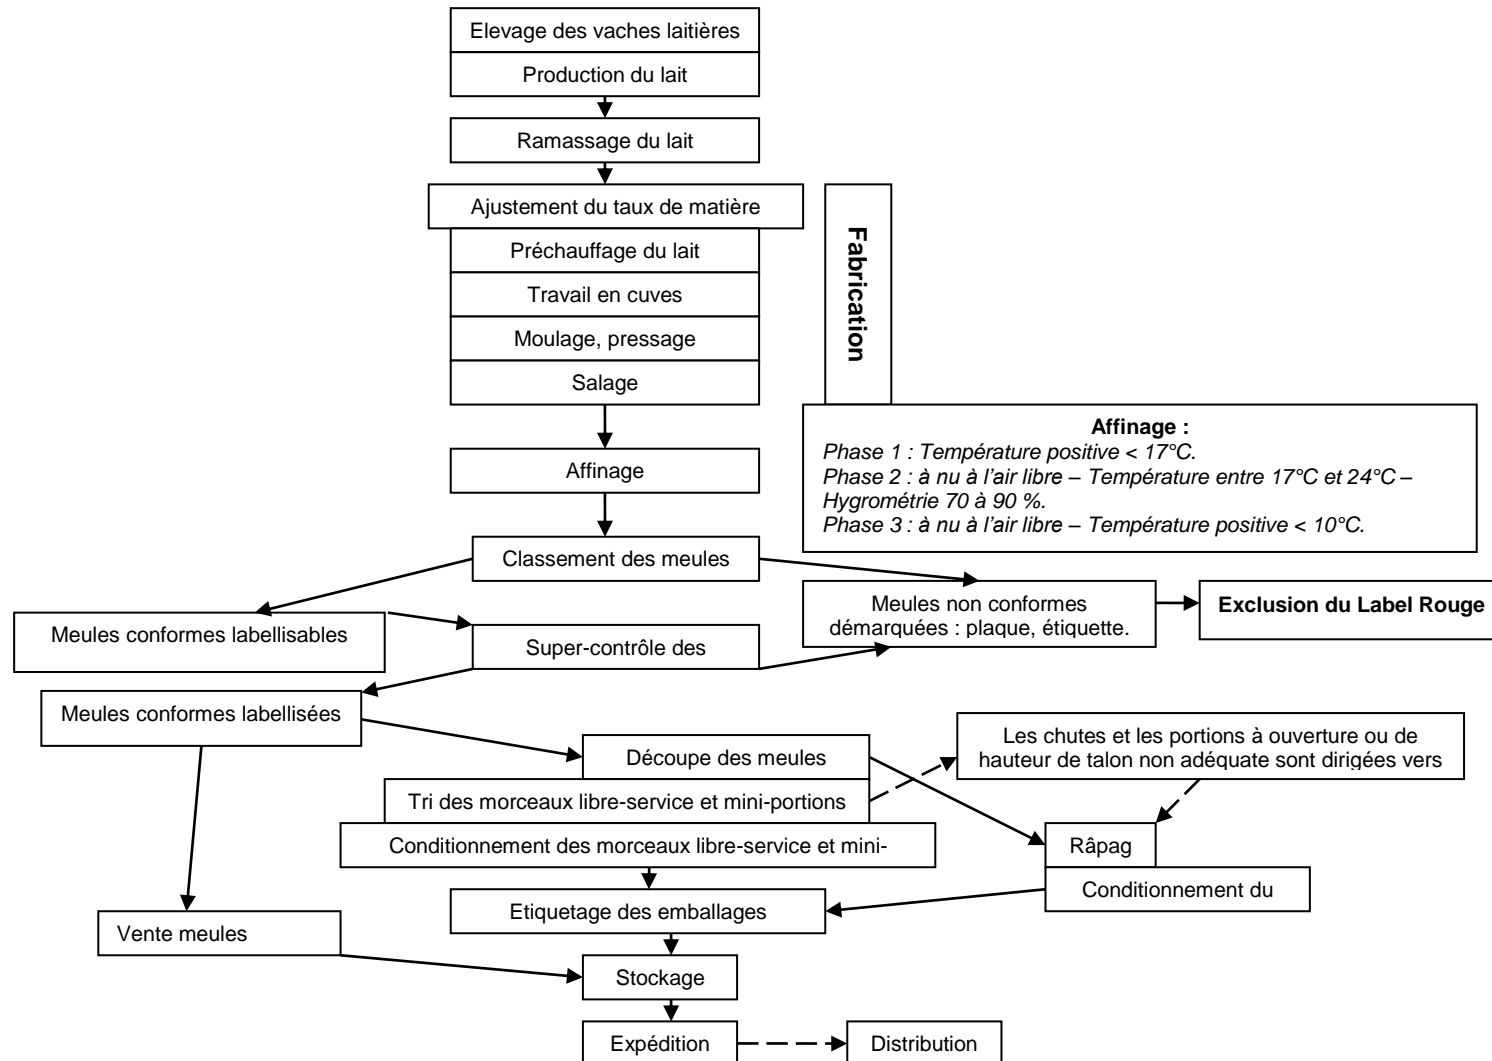 Elevage des vaches laitières
Production du lait
Ramassage du lait
Ajustement du taux de matière
Préchauffage du lait
Travail en cuves
Moulage, pressage
Salage
Fabrication
Affinage :
Phase 1 : Température positive < 17°C.
Phase 2 : à nu à l’air libre – Température entre 17°C et 24°C –
Hygrométrie 70 à 90 %.
Phase 3 : à nu à l’air libre – Température positive < 10°C.
Affinage
Classement des meules
Meules non conformes
démarquées : plaque, étiquette.
Exclusion du Label Rouge
Meules conformes labellisables
Super-contrôle des
Meules conformes labellisées
Découpe des meules
Les chutes et les portions à ouverture ou de
hauteur de talon non adéquate sont dirigées vers
Tri des morceaux libre-service et mini-portions
Conditionnement des morceaux libre-service et mini-
Râpag
Conditionnement du
Etiquetage des emballages
Vente meules
Stockage
Expédition
Distribution